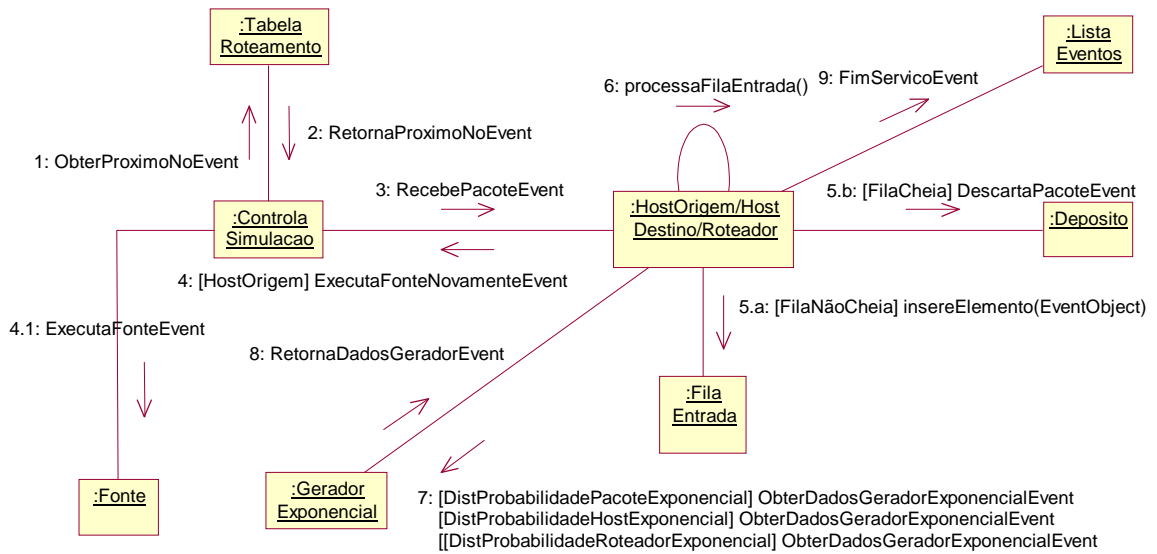 :Tabela
Roteamento
:Lista
Eventos
6: processaFilaEntrada()
9: FimServicoEvent
2: RetornaProximoNoEvent
1: ObterProximoNoEvent
3: RecebePacoteEvent
5.b: [FilaCheia] DescartaPacoteEvent
:Controla
Simulacao
:HostOrigem/Host
Destino/Roteador
:Deposito
4: [HostOrigem] ExecutaFonteNovamenteEvent
5.a: [FilaNãoCheia] insereElemento(EventObject)
4.1: ExecutaFonteEvent
8: RetornaDadosGeradorEvent
:Fila
Entrada
:Fonte
:Gerador
Exponencial
7: [DistProbabilidadePacoteExponencial] ObterDadosGeradorExponencialEvent
[DistProbabilidadeHostExponencial] ObterDadosGeradorExponencialEvent
[[DistProbabilidadeRoteadorExponencial] ObterDadosGeradorExponencialEvent